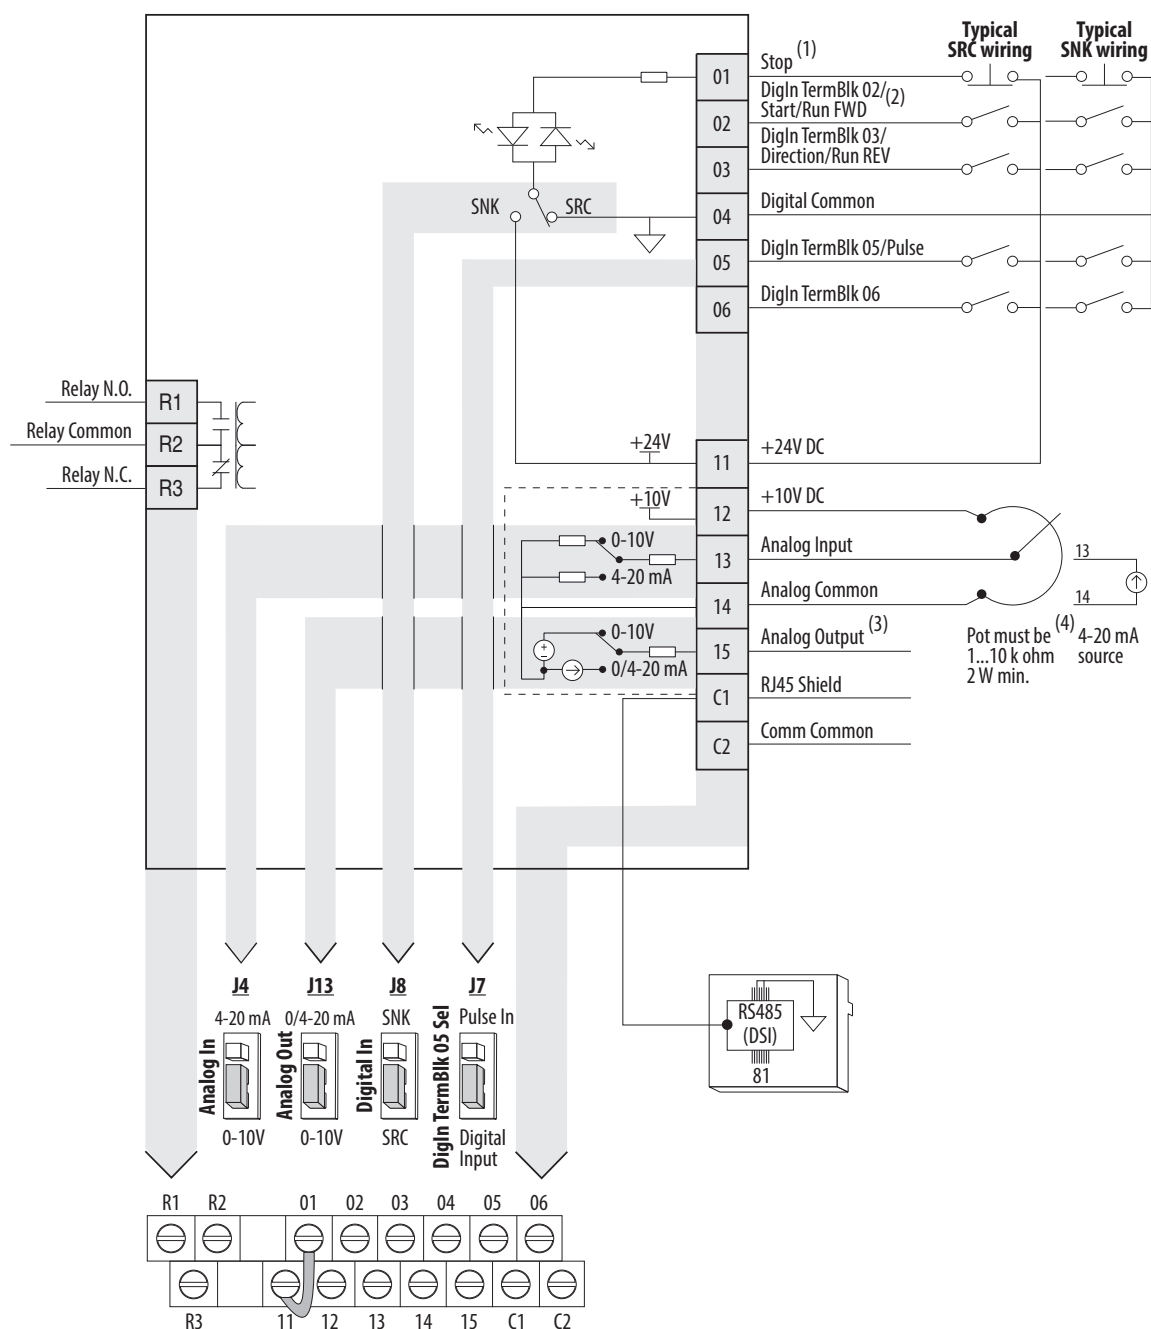 Typical
SRC wiring
Typical
SNK wiring
01
Stop (1)
DigIn TermBlk 02/
Start/Run FWD (2)
02
DigIn TermBlk 03/
Direction/Run REV
03
SNK
SRC
04
Digital Common
05
DigIn TermBlk 05/Pulse
06
DigIn TermBlk 06
Relay N.O.
R1
Relay Common
R2
Relay N.C.
R3
+24V
11
+24V DC
+10V
12
+10V DC
0-10V
4-20 mA
13
Analog Input
13
14
Analog Common
14
0-10V
0/4-20 mA
+
−
15
Analog Output (3)
Pot must be
1...10 k ohm
2 W min.
(4)
4-20 mA
source
C1
RJ45 Shield
C2
Comm Common
J4
J13
J8
J7
4-20 mA
0/4-20 mA
SNK
Pulse In
Analog In
Analog Out
Digital In
DigIn TermBlk 05 Sel
0-10V
0-10V
SRC
Digital
Input
RS485
(DSI)
81
R1 R2 01 02 03 04 05 06
R3 11 12 13 14 15 C1 C2